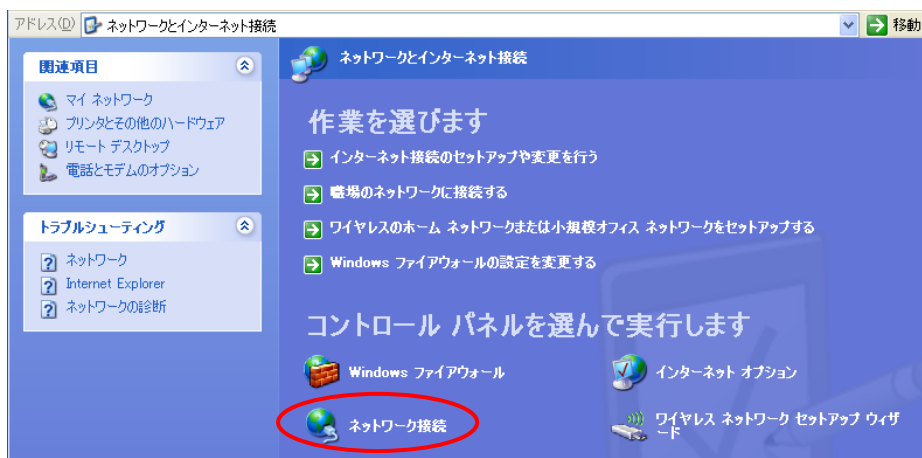 アドレス(D) ネットワークとインターネット接続 移動
関連項目
マイ ネットワーク
プリンタとその他のハードウェア
リモート デスクトップ
電話とモデムのオプション
トラブルシューティング
ネットワーク
Internet Explorer
ネットワークの診断
ネットワークとインターネット接続
作業を選びます
インターネット接続のセットアップや変更を行う
職場のネットワークに接続する
ワイヤレスのホーム ネットワークまたは小規模オフィス ネットワークをセットアップする
Windows ファイアウォールの設定を変更する
コントロール パネルを選んで実行します
Windows ファイアウォール
インターネット オプション
ネットワーク接続
ワイヤレス ネットワーク セットアップ ウィザ
ード